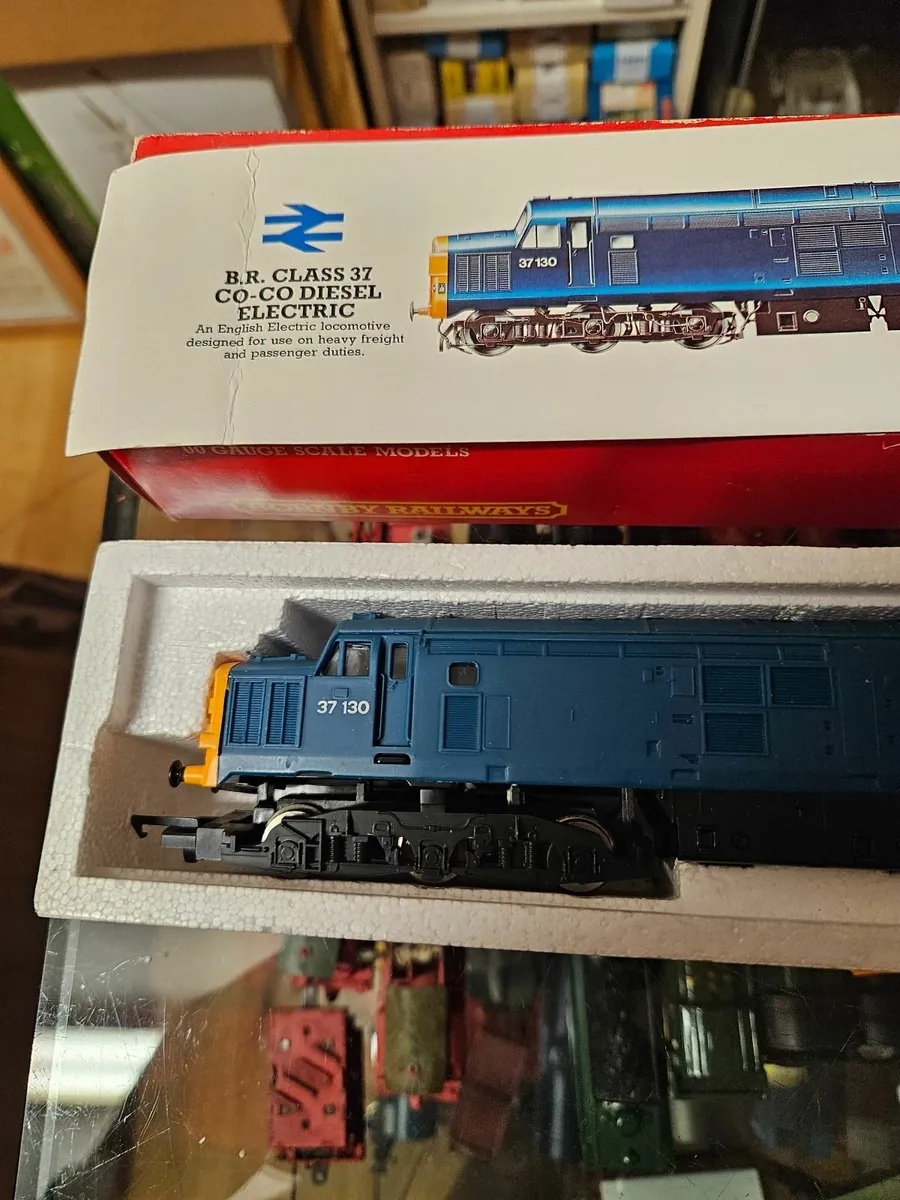 B.R. CLASS 37
CO-CO DIESEL
ELECTRIC
An English Electric locomotive
designed for use on heavy freight
and passenger duties.
37 130
00 GAUGE SCALE MODELS
HORNBY RAILWAYS
37 130